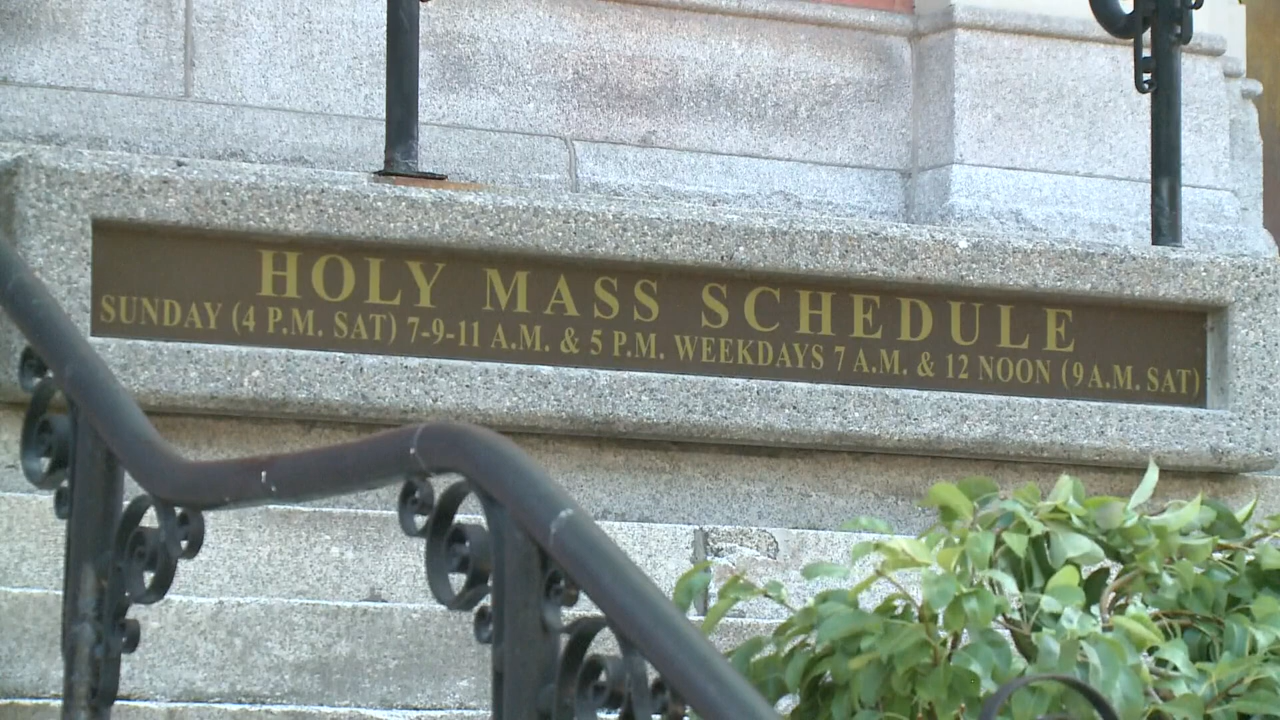 HOLY MASS SCHEDULE
SUNDAY (4 P.M. SAT) 7-9-11 A.M. & 5 P.M. WEEKDAYS 7 A.M. & 12 NOON (9 A.M. SAT)